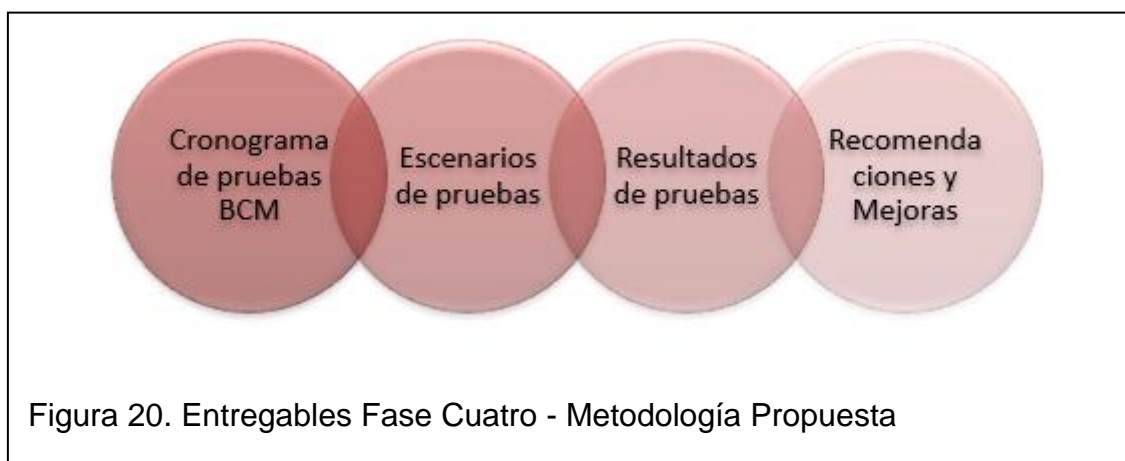 Cronograma
de pruebas
BCM
Escenarios
de pruebas
Resultados
de pruebas
Recomenda
ciones y
Mejoras
Figura 20. Entregables Fase Cuatro - Metodología Propuesta